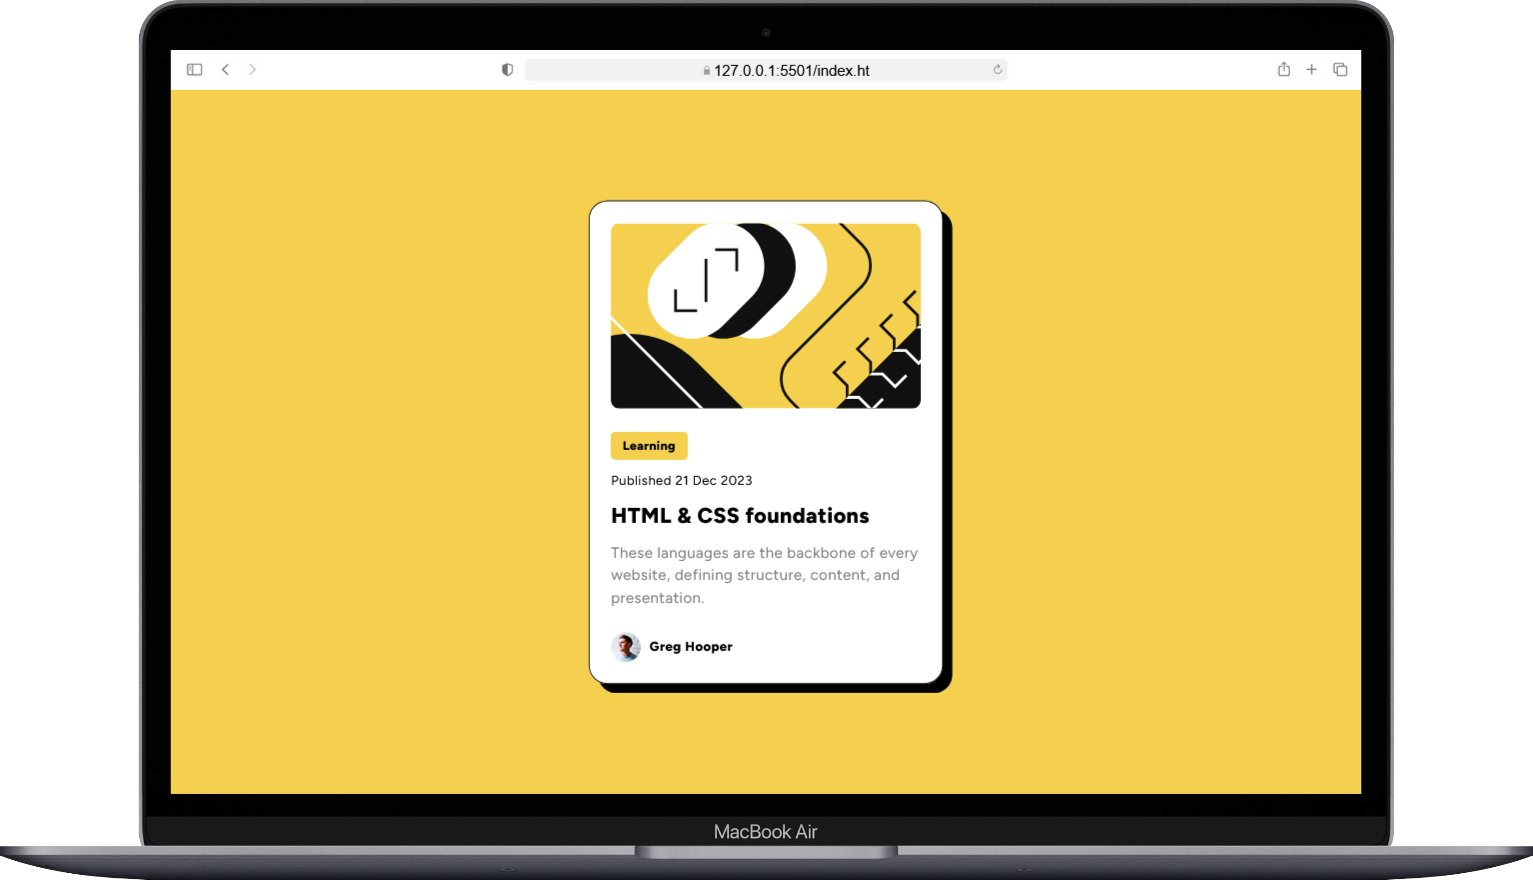 127.0.0.1:5501/index.ht
Learning
Published 21 Dec 2023
HTML & CSS foundations
These languages are the backbone of every
website, defining structure, content, and
presentation.
Greg Hooper
MacBook Air